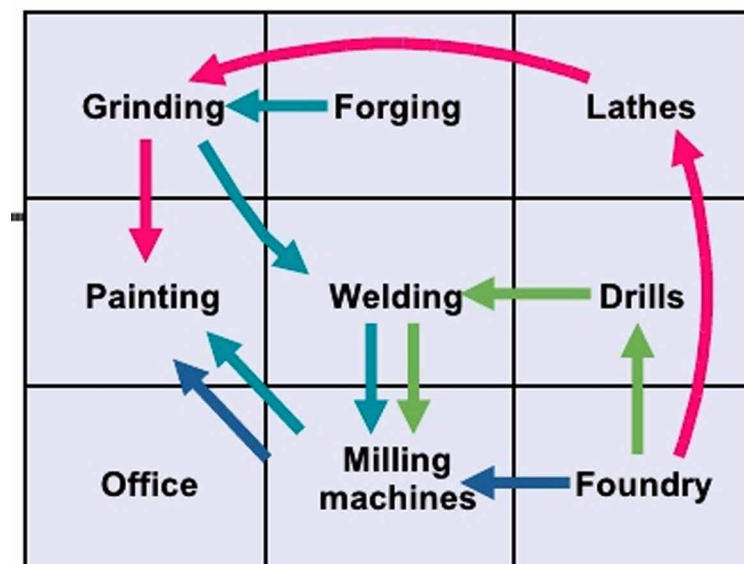 Grinding
Forging
Lathes
Painting
Welding
Drills
Office
Milling
machines
Foundry